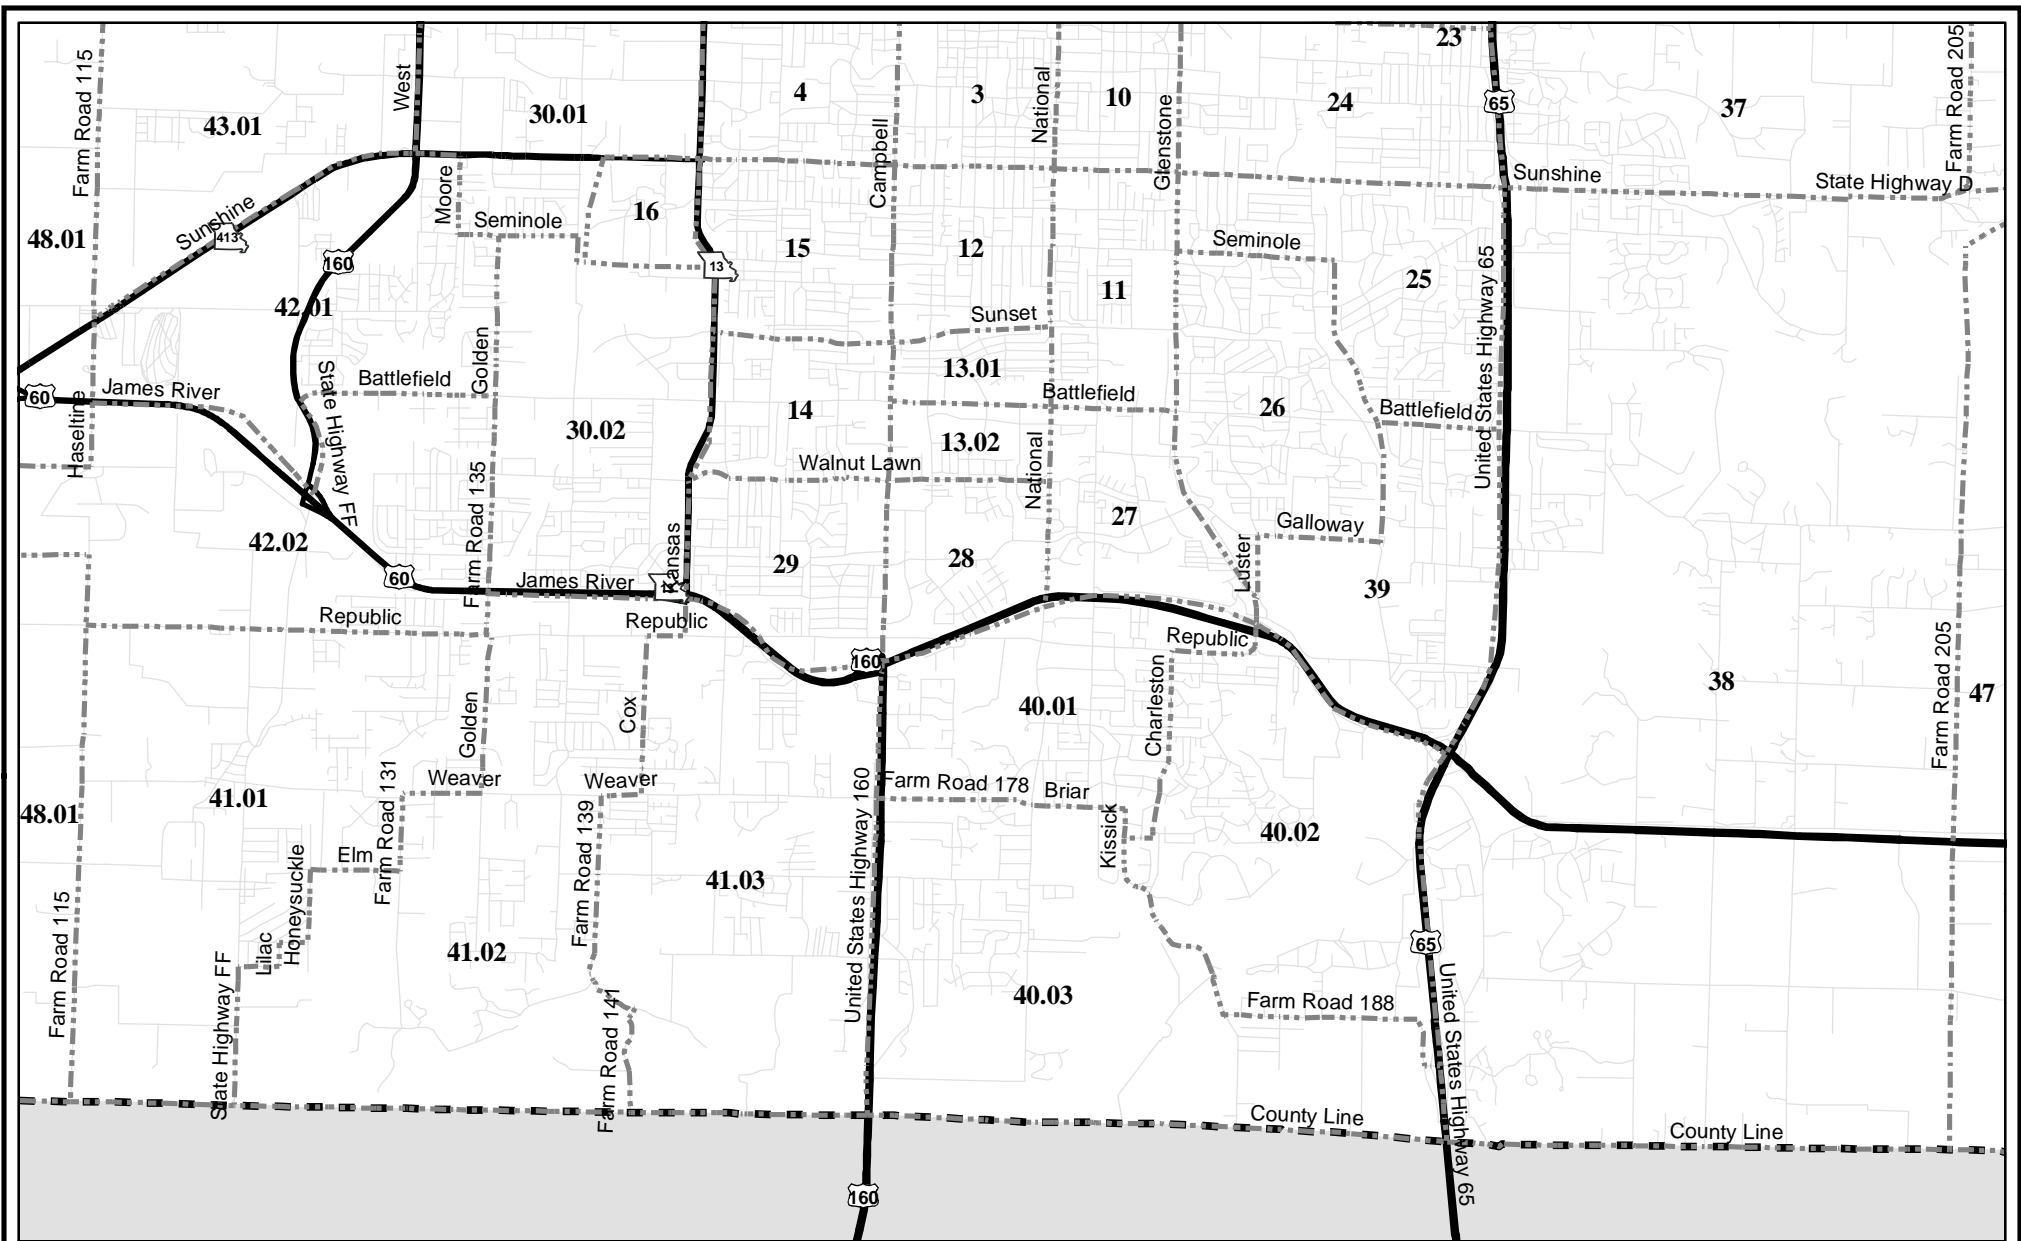 23
Farm Road 115
West
4
3
National
10
Glenstone
24
65
37
Farm Road 205
43.01
30.01
Campbell
Sunshine
State Highway D
Moore
Seminole
16
Sunshine
413
48.01
160
13
15
12
11
Seminole
25
United States Highway 65
42.01
Sunset
Golden
13.01
60
James River
Haseltine
State Highway FF
Battlefield
Battlefield
26
Battlefield
30.02
14
13.02
Walnut Lawn
National
Farm Road 135
42.02
Kansas
27
Galloway
29
28
Luster
39
60
James River
13
Republic
Republic
Republic
160
Charleston
38
Farm Road 205
47
40.01
Golden
Cox
Farm Road 131
Weaver
Weaver
Farm Road 178
Briar
48.01
41.01
Farm Road 139
United States Highway 160
Kissick
40.02
Elm
Honeysuckle
41.03
Farm Road 115
Lilac
41.02
65
State Highway FF
40.03
Farm Road 188
Farm Road 141
United States Highway 65
County Line
County Line
160